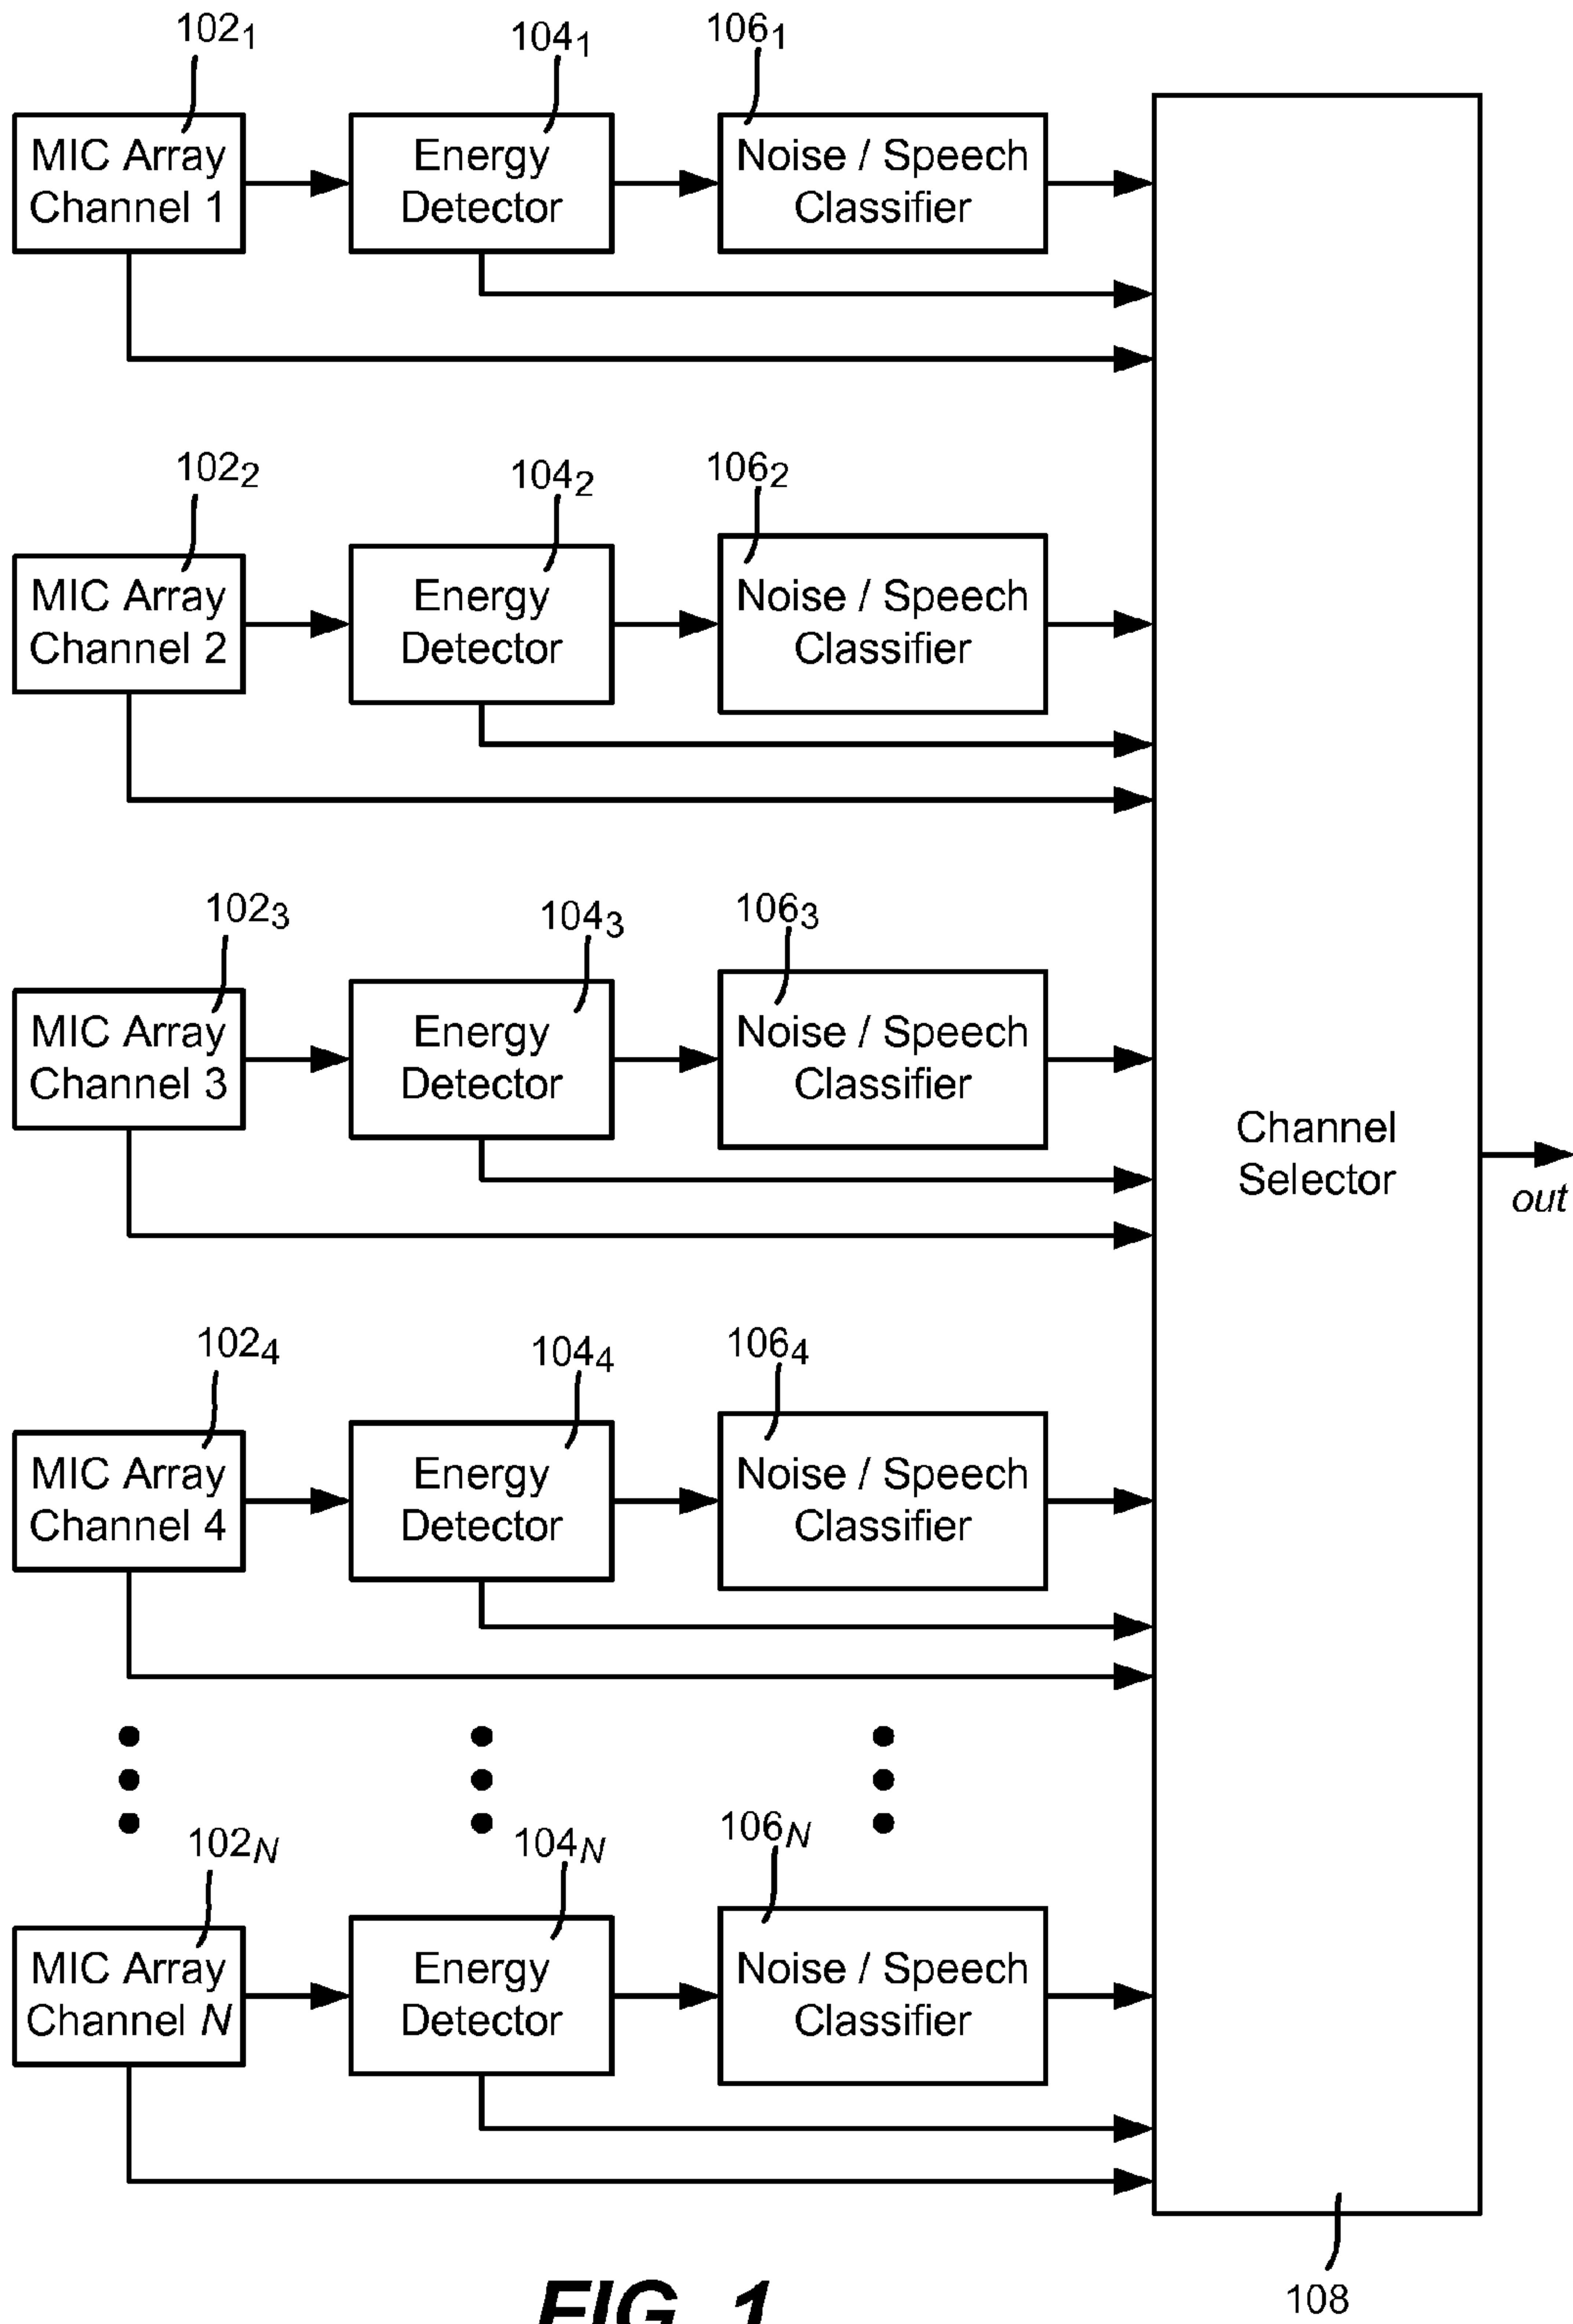 102₁ 104₁ 106₁
MIC Array Energy Noise / Speech
Channel 1 Detector Classifier
102₂ 104₂ 106₂
MIC Array Energy Noise / Speech
Channel 2 Detector Classifier
102₃ 104₃ 106₃
MIC Array Energy Noise / Speech
Channel 3 Detector Classifier
Channel
Selector
out
102₄ 104₄ 106₄
MIC Array Energy Noise / Speech
Channel 4 Detector Classifier
102N 104N 106N
MIC Array Energy Noise / Speech
Channel N Detector Classifier
108
FIG. 1